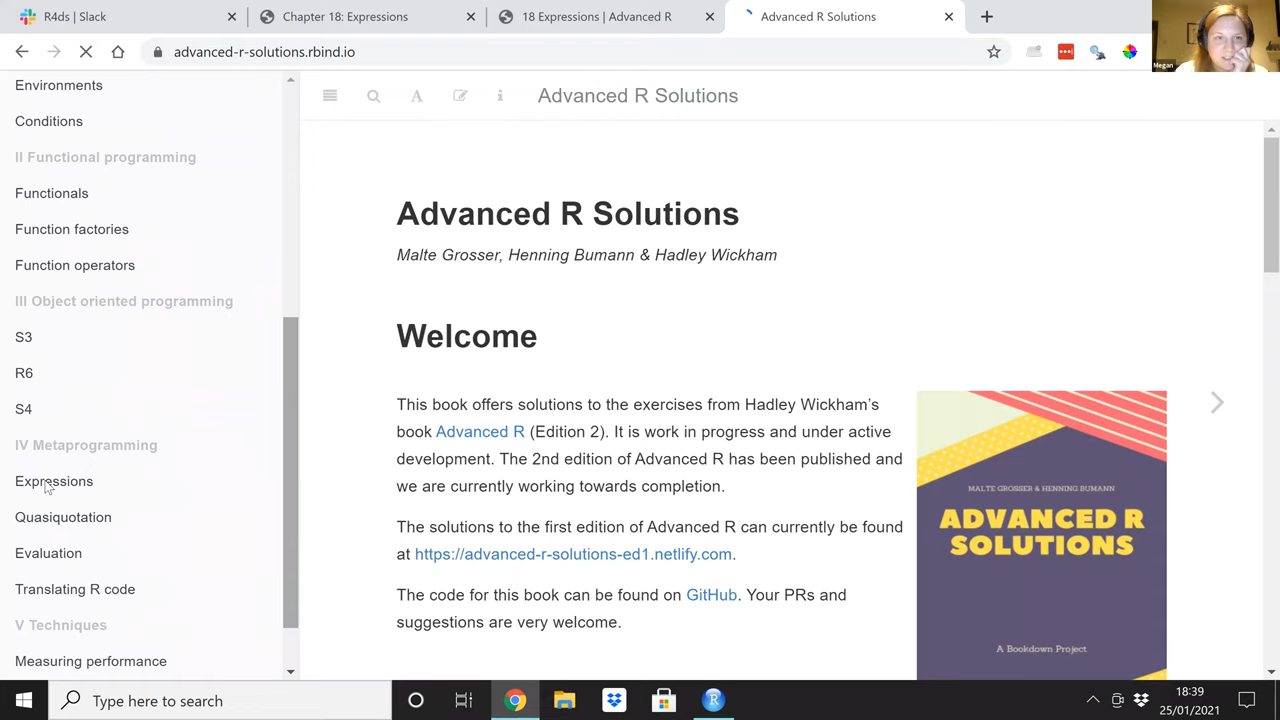 R4ds | Slack
Chapter 18: Expressions
18 Expressions | Advanced R
Advanced R Solutions
advanced-r-solutions.rbind.io
Megan
Environments
Conditions
II Functional programming
Functionals
Function factories
Function operators
III Object oriented programming
S3
R6
S4
IV Metaprogramming
Expressions
Quasiquotation
Evaluation
Translating R code
V Techniques
Measuring performance
Advanced R Solutions
Advanced R Solutions
Malte Grosser, Henning Bumann & Hadley Wickham
Welcome
This book offers solutions to the exercises from Hadley Wickham’s
book Advanced R (Edition 2). It is work in progress and under active
development. The 2nd edition of Advanced R has been published and
we are currently working towards completion.
The solutions to the first edition of Advanced R can currently be found
at https://advanced-r-solutions-ed1.netlify.com.
The code for this book can be found on GitHub. Your PRs and
suggestions are very welcome.
MALTE GROSSER & HENNING BUMANN
ADVANCED R
SOLUTIONS
A Bookdown Project
Type here to search
18:39
25/01/2021